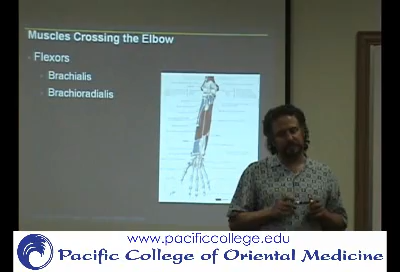 Muscles Crossing the Elbow
Flexors
Brachialis
Brachioradialis
www.pacificcollege.edu
Pacific College of Oriental Medicine